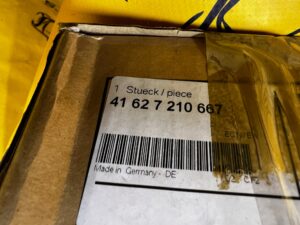 1 Stueck / piece
41 62 7 210 667
Made in Germany - DE